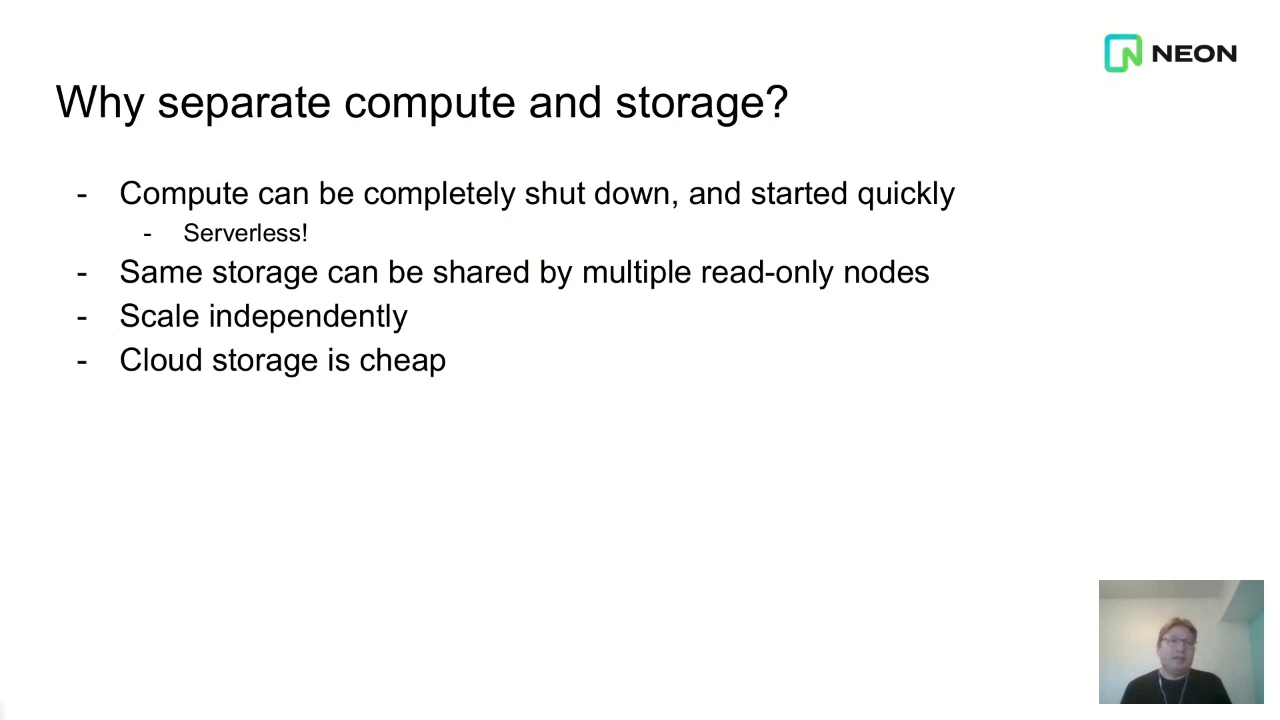 NEON
Why separate compute and storage?
- Compute can be completely shut down, and started quickly
- Serverless!
- Same storage can be shared by multiple read-only nodes
- Scale independently
- Cloud storage is cheap